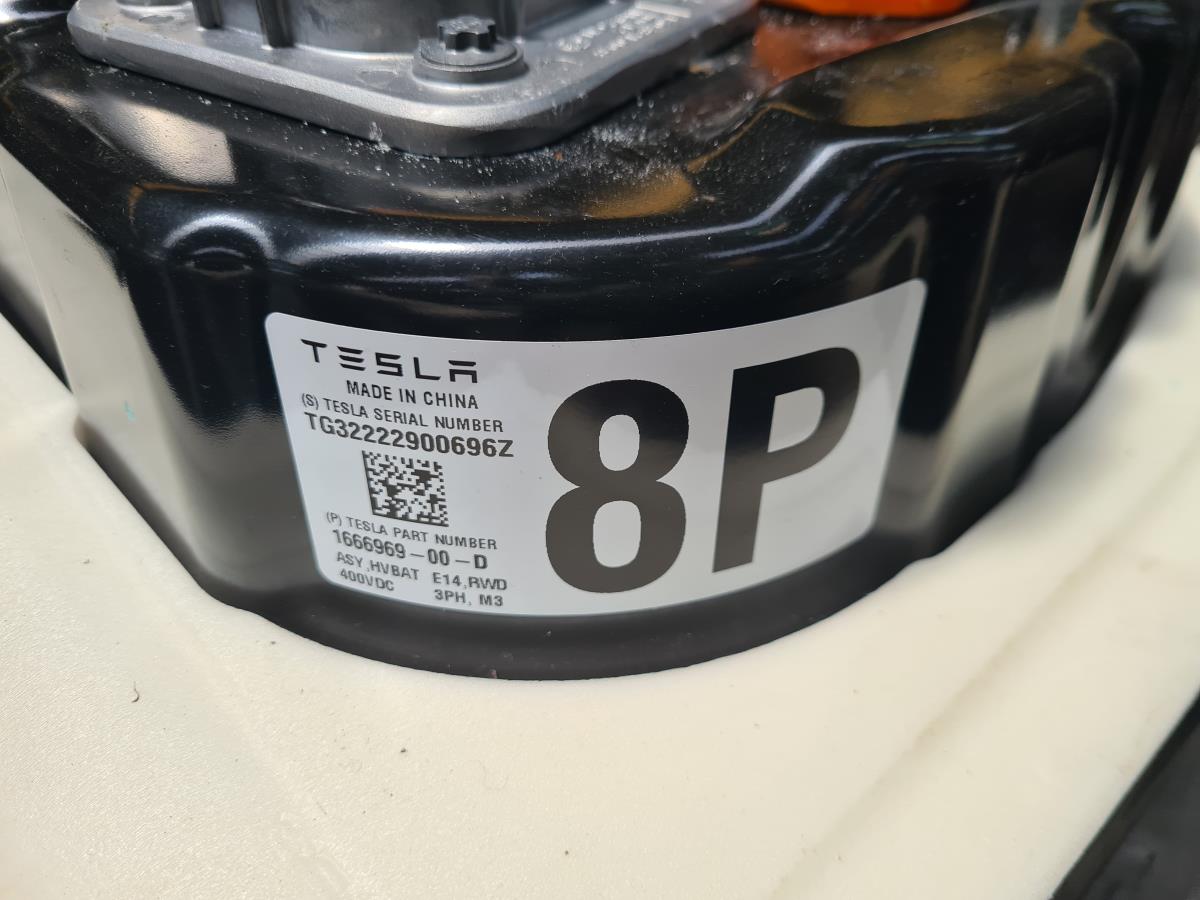 TESLA
MADE IN CHINA
(S) TESLA SERIAL NUMBER
TG32222900696Z
(P) TESLA PART NUMBER
1666969-00-D
ASY,HVBAT E14,RWD
400VDC 3PH, M3
8P